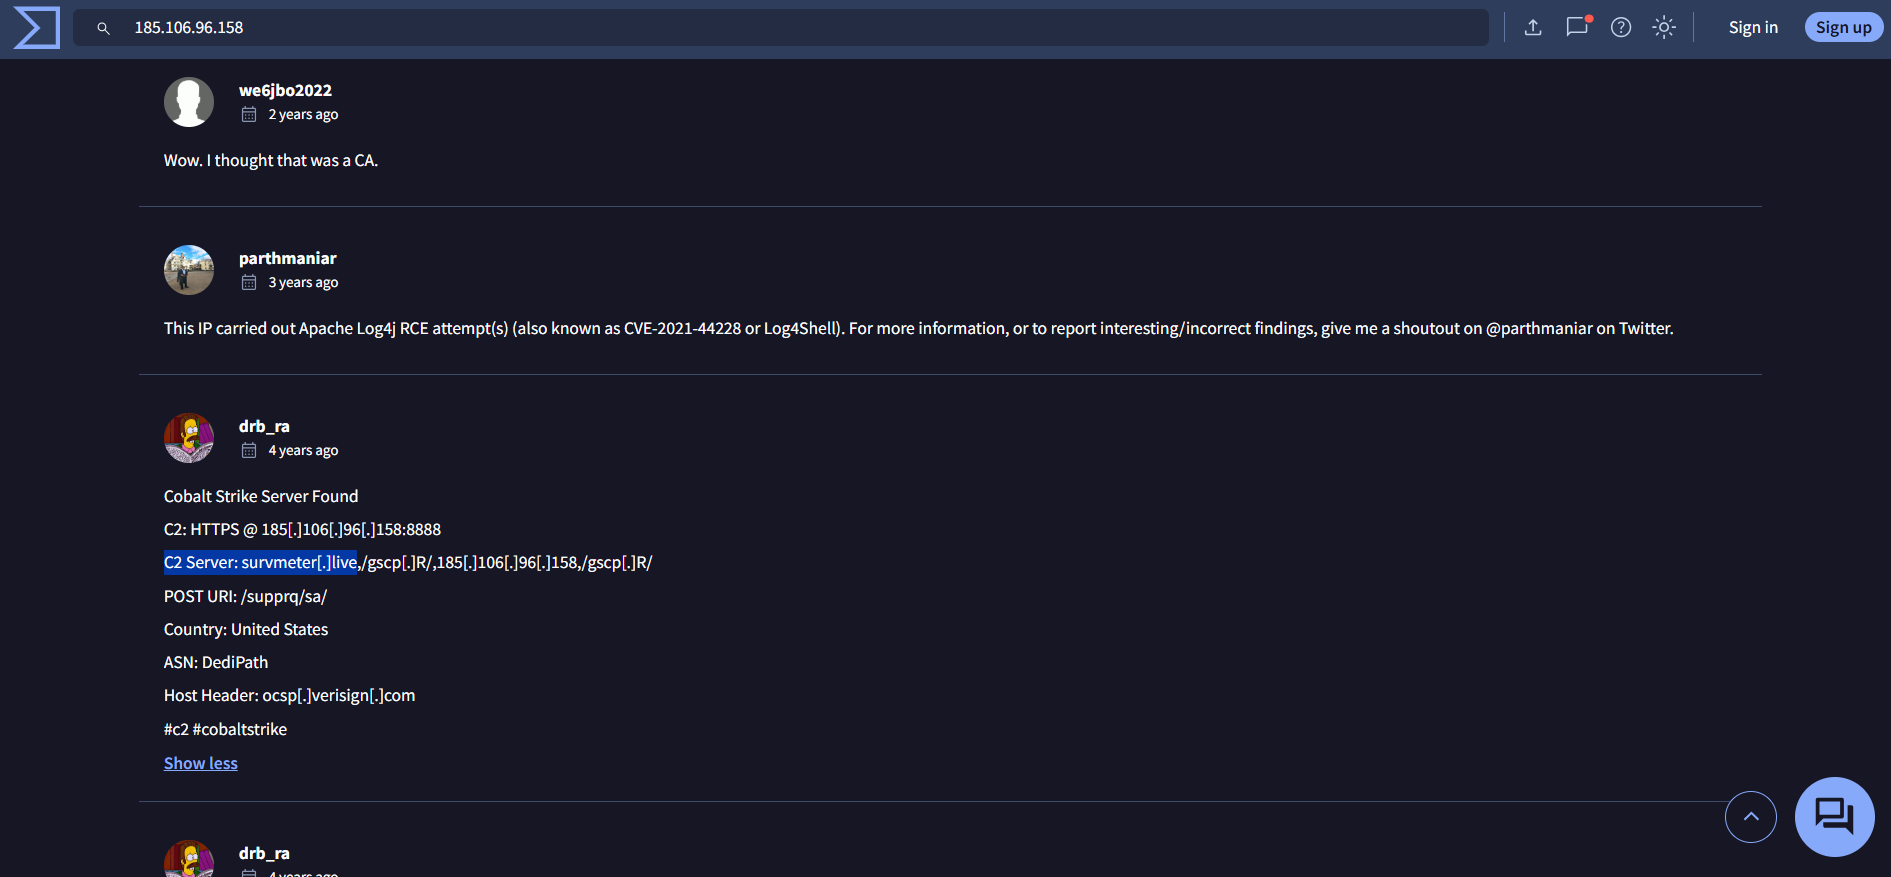 185.106.96.158
Sign in
Sign up
we6jbo2022
2 years ago
Wow. I thought that was a CA.
parthmaniar
3 years ago
This IP carried out Apache Log4j RCE attempt(s) (also known as CVE-2021-44228 or Log4Shell). For more information, or to report interesting/incorrect findings, give me a shoutout on @parthmaniar on Twitter.
drb_ra
4 years ago
Cobalt Strike Server Found
C2: HTTPS @ 185[.]106[.]96[.]158:8888
C2 Server: survmeter[.]live,/gscp[.]R/,185[.]106[.]96[.]158,/gscp[.]R/
POST URI: /supprq/sa/
Country: United States
ASN: DediPath
Host Header: ocsp[.]verisign[.]com
#c2 #cobaltstrike
Show less
drb_ra
4 years ago